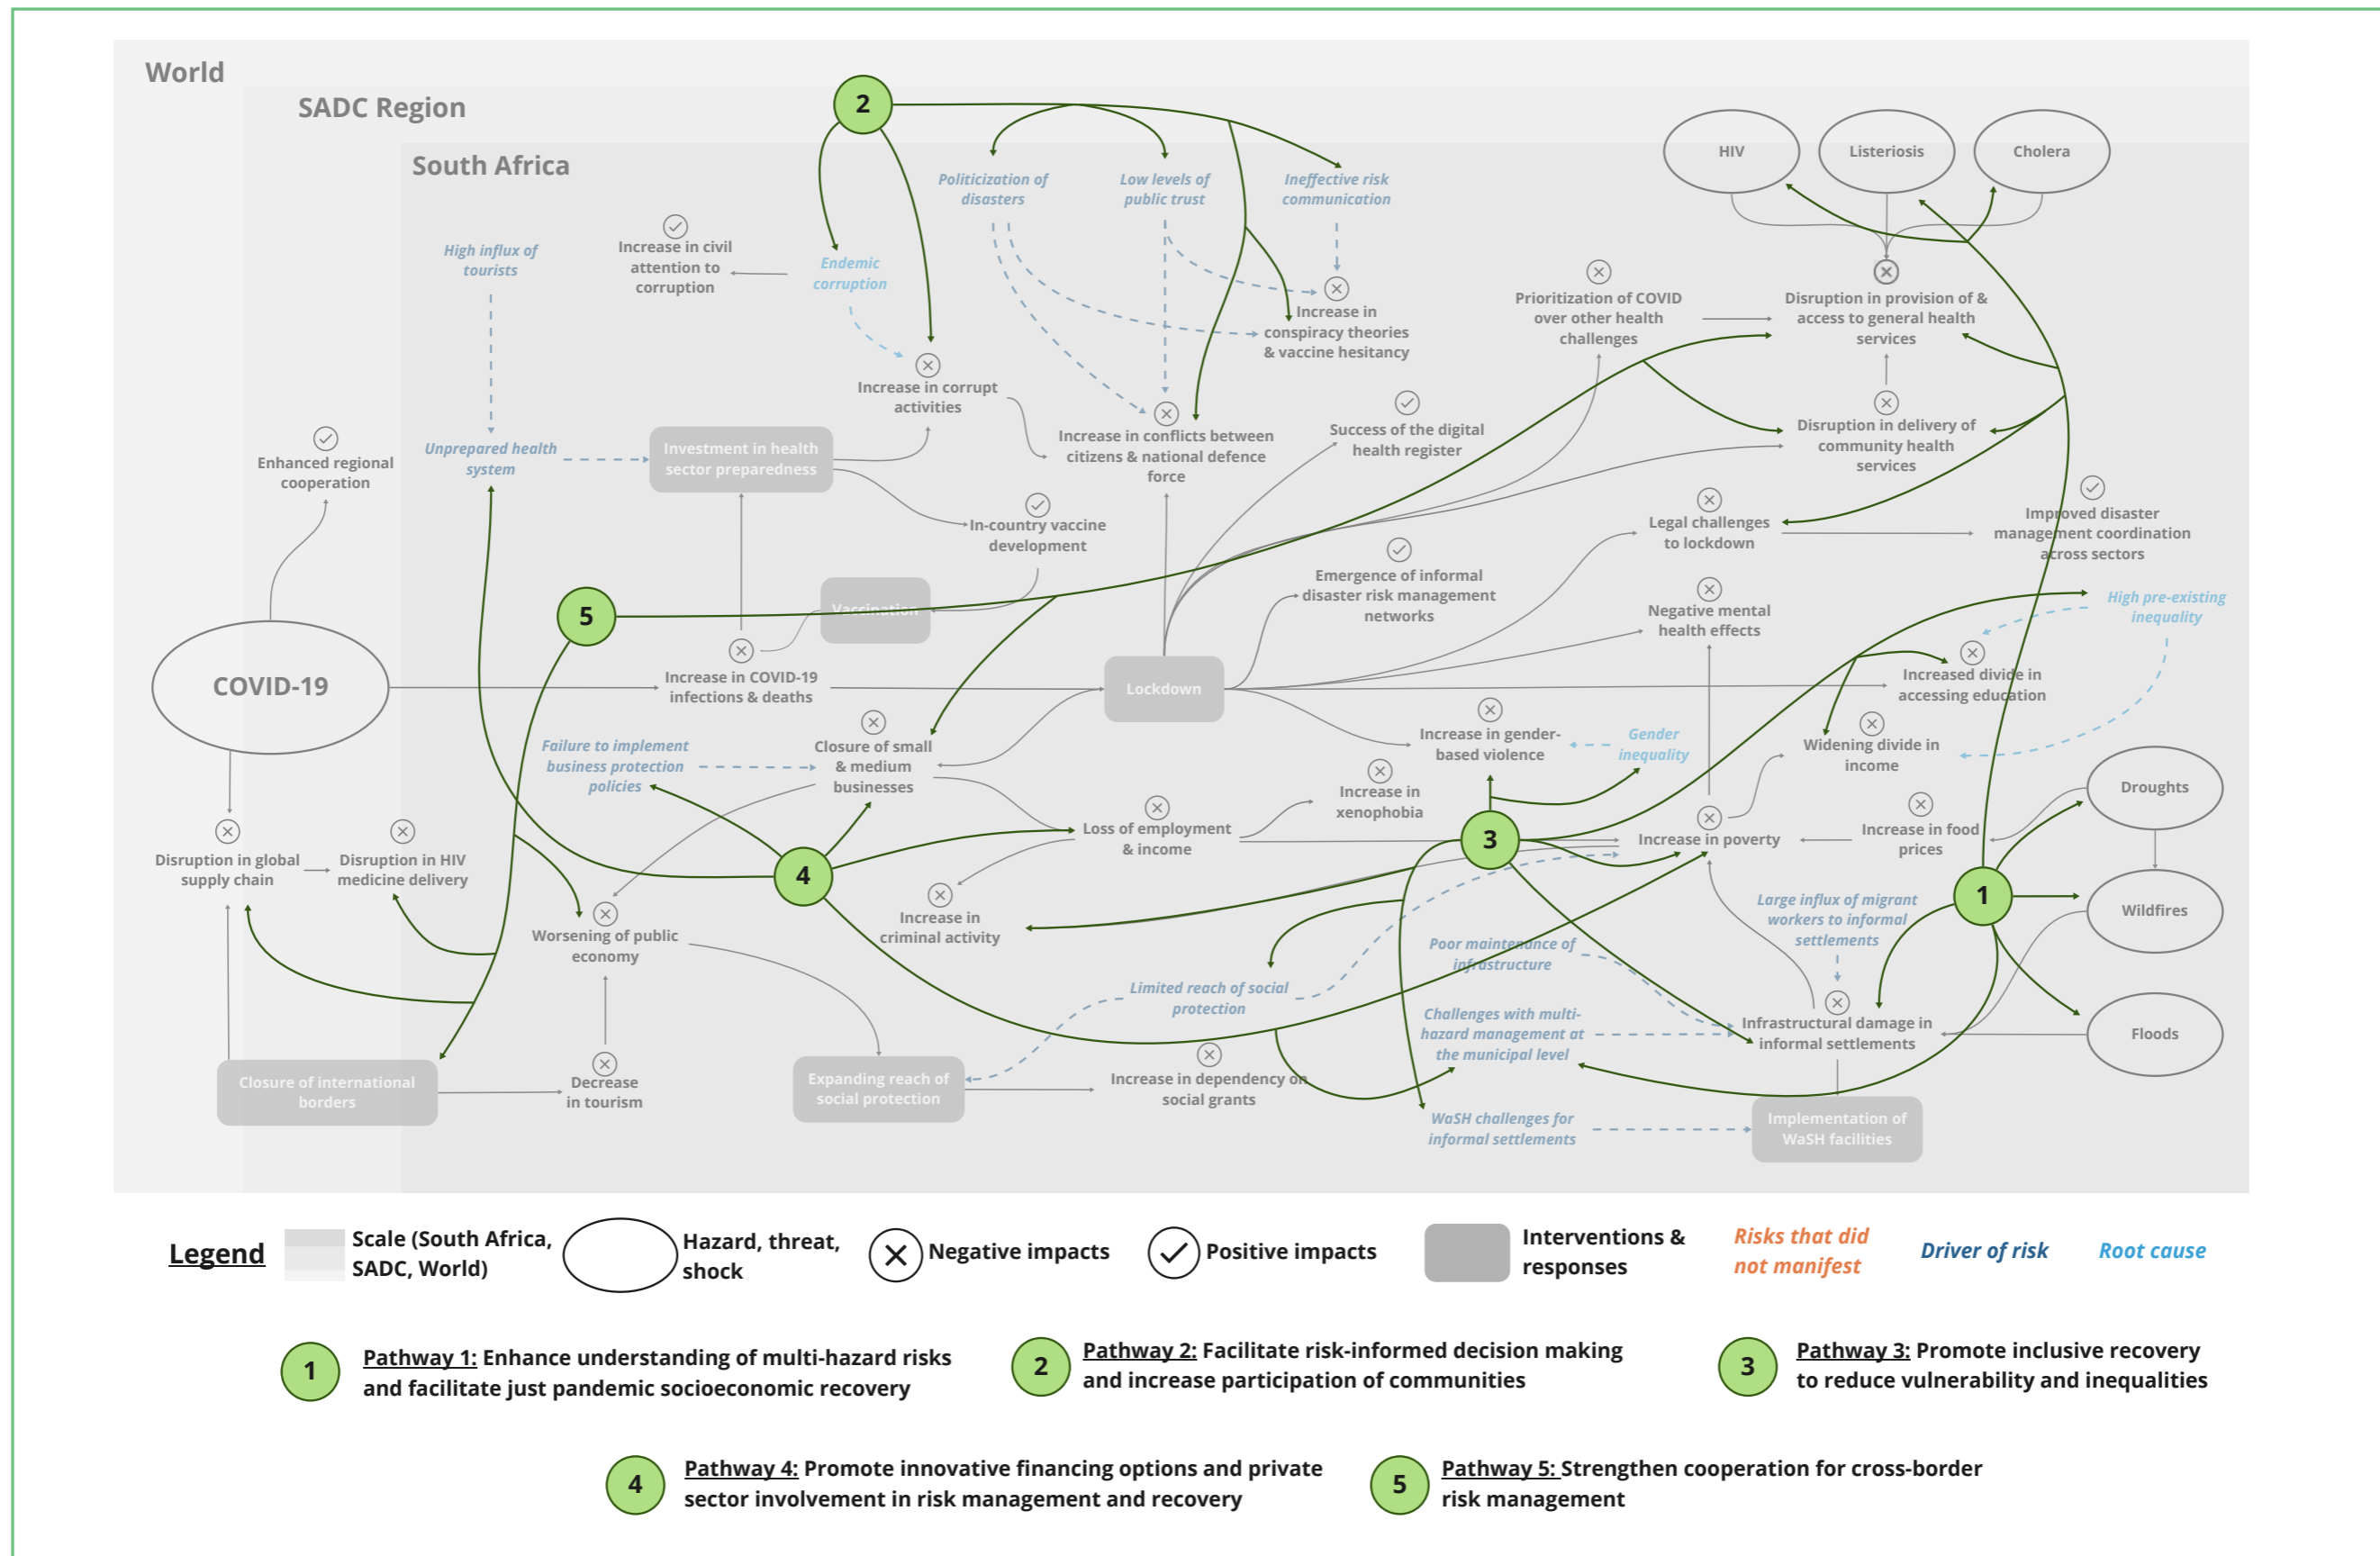 World
SADC Region
South Africa
2
HIV
Listeriosis
Cholera
Politicization of
disasters
Low levels of
public trust
Ineffective risk
communication
High influx of
tourists
Increase in civil
attention to
corruption
Endemic
corruption
Increase in
conspiracy theories
& vaccine hesitancy
Prioritization of COVID
over other health
challenges
Disruption in provision of &
access to general health
services
Increase in corrupt
activities
Enhanced regional
cooperation
Unprepared health
system
Investment in health
sector preparedness
Increase in conflicts between
citizens & national defence
force
Success of the digital
health register
Disruption in delivery of
community health
services
In-country vaccine
development
Legal challenges
to lockdown
Improved disaster
management coordination
across sectors
5
Vaccination
Emergence of informal
disaster risk management
networks
Negative mental
health effects
High pre-existing
inequality
COVID-19
Increase in COVID-19
infections & deaths
Lockdown
Increased divide in
accessing education
Failure to implement
business protection
policies
Closure of small
& medium
businesses
Increase in gender-
based violence
Gender
inequality
Widening divide in
income
Increase in
xenophobia
Droughts
Disruption in global
supply chain
Disruption in HIV
medicine delivery
4
Loss of employment
& income
3
Increase in poverty
Increase in food
prices
1
Wildfires
Worsening of public
economy
Increase in
criminal activity
Large influx of migrant
workers to informal
settlements
Poor maintenance of
infrastructure
Limited reach of social
protection
Challenges with multi-
hazard management at
the municipal level
Infrastructural damage in
informal settlements
Floods
Closure of international
borders
Decrease
in tourism
Expanding reach of
social protection
Increase in dependency on
social grants
WaSH challenges for
informal settlements
Implementation of
WaSH facilities
Legend
Scale (South Africa,
SADC, World)
Hazard, threat,
shock
Negative impacts
Positive impacts
Interventions &
responses
Risks that did
not manifest
Driver of risk
Root cause
1
Pathway 1: Enhance understanding of multi-hazard risks
and facilitate just pandemic socioeconomic recovery
2
Pathway 2: Facilitate risk-informed decision making
and increase participation of communities
3
Pathway 3: Promote inclusive recovery
to reduce vulnerability and inequalities
4
Pathway 4: Promote innovative financing options and private
sector involvement in risk management and recovery
5
Pathway 5: Strengthen cooperation for cross-border
risk management